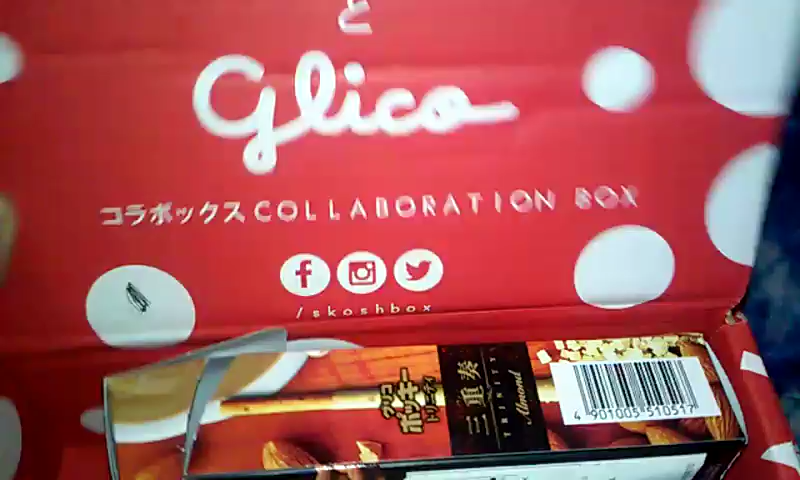 と
Glico
コラボックス COLLABORATION BOX
/skoshbox
グリコ
ポッキー
トリニティ
三重奏
TRINITY
Almond
4 901005 510517